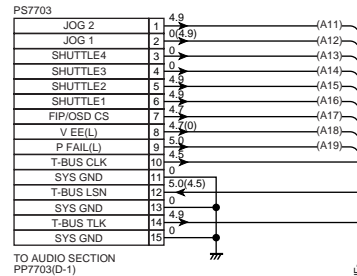 PS7703
JOG 2 1 4.9 (A11)
JOG 1 2 0(4.9) (A12)
SHUTTLE4 3 0 (A13)
SHUTTLE3 4 0 (A14)
SHUTTLE2 5 4.9 (A15)
SHUTTLE1 6 4.9 (A16)
FIP/OSD CS 7 4.7 (A17)
V EE(L) 8 4.7(0) (A18)
P FAIL(L) 9 5.0 (A19)
T-BUS CLK 10 4.5
SYS GND 11 0
T-BUS LSN 12 5.0(4.5)
SYS GND 13 0
T-BUS TLK 14 4.9
SYS GND 15 0
TO AUDIO SECTION
PP7703(D-1)